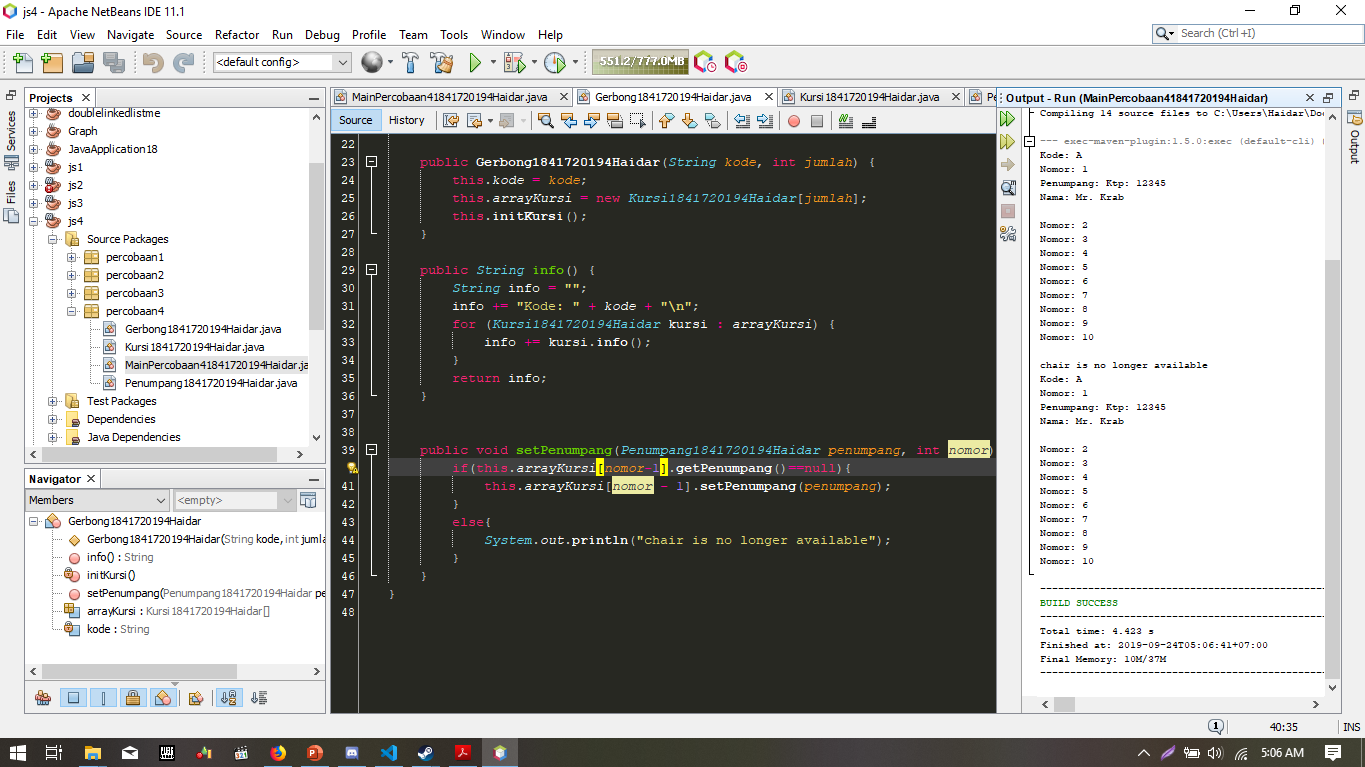 js4 - Apache NetBeans IDE 11.1
File Edit View Navigate Source Refactor Run Debug Profile Team Tools Window Help
Search (Ctrl+I)
<default config>
551.2/777.0MB
Services
Files
Projects
doublelinkedlistme
Graph
JavaApplication18
js1
js2
js3
js4
Source Packages
percobaan1
percobaan2
percobaan3
percobaan4
Gerbong1841720194Haidar.java
Kursi1841720194Haidar.java
MainPercobaan41841720194Haidar.ja
Penumpang1841720194Haidar.java
Test Packages
Dependencies
Java Dependencies
Navigator
Members
<empty>
Gerbong1841720194Haidar
Gerbong1841720194Haidar(String kode, int jumla
info() : String
initKursi()
setPenumpang(Penumpang1841720194Haidar pe
arrayKursi : Kursi1841720194Haidar[]
kode : String
MainPercobaan41841720194Haidar.java
Gerbong1841720194Haidar.java
Kursi1841720194Haidar.java
Pe
Source History
22
23 public Gerbong1841720194Haidar(String kode, int jumlah) {
24 this.kode = kode;
25 this.arrayKursi = new Kursi1841720194Haidar[jumlah];
26 this.initKursi();
27 }
28
29 public String info() {
30 String info = "";
31 info += "Kode: " + kode + "\n";
32 for (Kursi1841720194Haidar kursi : arrayKursi) {
33 info += kursi.info();
34 }
35 return info;
36 }
37
38
39 public void setPenumpang(Penumpang1841720194Haidar penumpang, int nomor)
if(this.arrayKursi[nomor-1].getPenumpang()==null){
41 this.arrayKursi[nomor - 1].setPenumpang(penumpang);
42 }
43 else{
44 System.out.println("chair is no longer available");
45 }
46 }
47 }
48
Output - Run (MainPercobaan41841720194Haidar)
Output
Compiling 14 source files to C:\Users\Haidar\Doc
--- exec-maven-plugin:1.5.0:exec (default-cli)
Kode: A
Nomor: 1
Penumpang: Ktp: 12345
Nama: Mr. Krab
Nomor: 2
Nomor: 3
Nomor: 4
Nomor: 5
Nomor: 6
Nomor: 7
Nomor: 8
Nomor: 9
Nomor: 10
chair is no longer available
Kode: A
Nomor: 1
Penumpang: Ktp: 12345
Nama: Mr. Krab
Nomor: 2
Nomor: 3
Nomor: 4
Nomor: 5
Nomor: 6
Nomor: 7
Nomor: 8
Nomor: 9
Nomor: 10
------------------------------------------------
BUILD SUCCESS
------------------------------------------------
Total time: 4.423 s
Finished at: 2019-09-24T05:06:41+07:00
Final Memory: 10M/37M
------------------------------------------------
1
40:35
INS
5:06 AM